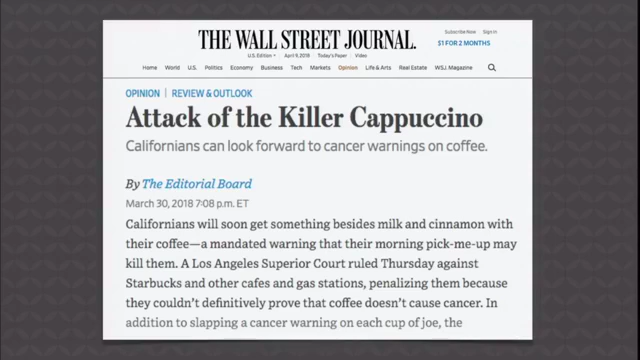 THE WALL STREET JOURNAL.
Subscribe Now | Sign In
$1 FOR 2 MONTHS
U.S. Edition April 9, 2018 Today's Paper Video
Home World U.S. Politics Economy Business Tech Markets Opinion Life & Arts Real Estate WSJ. Magazine
OPINION | REVIEW & OUTLOOK
Attack of the Killer Cappuccino
Californians can look forward to cancer warnings on coffee.
By The Editorial Board
March 30, 2018 7:08 p.m. ET
Californians will soon get something besides milk and cinnamon with
their coffee—a mandated warning that their morning pick-me-up may
kill them. A Los Angeles Superior Court ruled Thursday against
Starbucks and other cafes and gas stations, penalizing them because
they couldn't definitively prove that coffee doesn't cause cancer. In
addition to slapping a cancer warning on each cup of joe, the